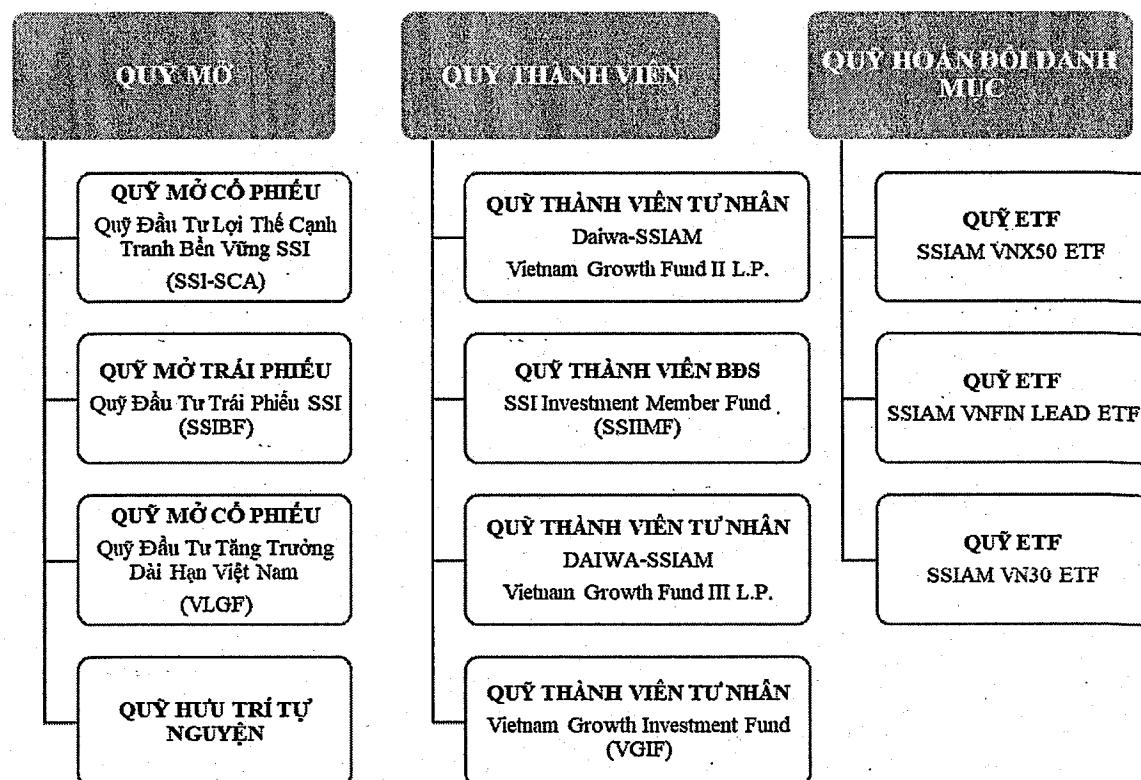 QUỸ MỞ
QUỸ MỞ CỔ PHIẾU
Quỹ Đầu Tư Lợi Thế Cạnh
Tranh Bền Vững SSI
(SSI-SCA)
QUỸ MỞ TRÁI PHIẾU
Quỹ Đầu Tư Trái Phiếu SSI
(SSIBF)
QUỸ MỞ CỔ PHIẾU
Quỹ Đầu Tư Tăng Trưởng
Dài Hạn Việt Nam
(VLGF)
QUỸ HƯU TRÍ TỰ
NGUYỆN
QUỸ THÀNH VIÊN
QUỸ THÀNH VIÊN TƯ NHÂN
Daiwa-SSIAM
Vietnam Growth Fund II L.P.
QUỸ THÀNH VIÊN BĐS
SSI Investment Member Fund
(SSIIMF)
QUỸ THÀNH VIÊN TƯ NHÂN
DAIWA-SSIAM
Vietnam Growth Fund III L.P.
QUỸ THÀNH VIÊN TƯ NHÂN
Vietnam Growth Investment Fund
(VGIF)
QUỸ HOÁN ĐỔI DANH
MỤC
QUỸ ETF
SSIAM VNX50 ETF
QUỸ ETF
SSIAM VNFIN LEAD ETF
QUỸ ETF
SSIAM VN30 ETF